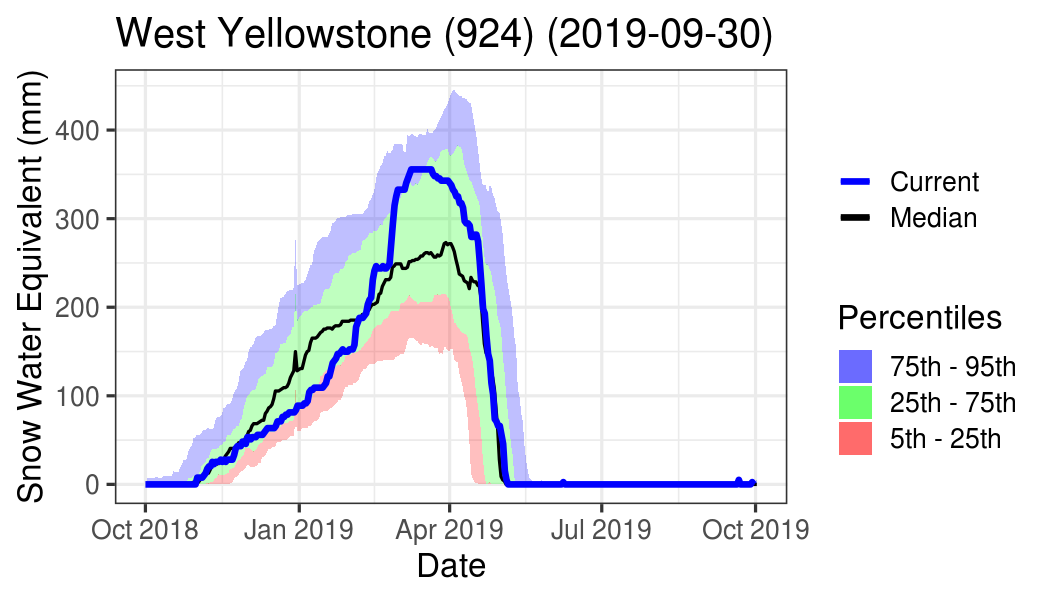 West Yellowstone (924) (2019-09-30)
Snow Water Equivalent (mm)
400
300
200
100
0
Oct 2018
Jan 2019
Apr 2019
Jul 2019
Oct 2019
Date
Current
Median
Percentiles
75th - 95th
25th - 75th
5th - 25th